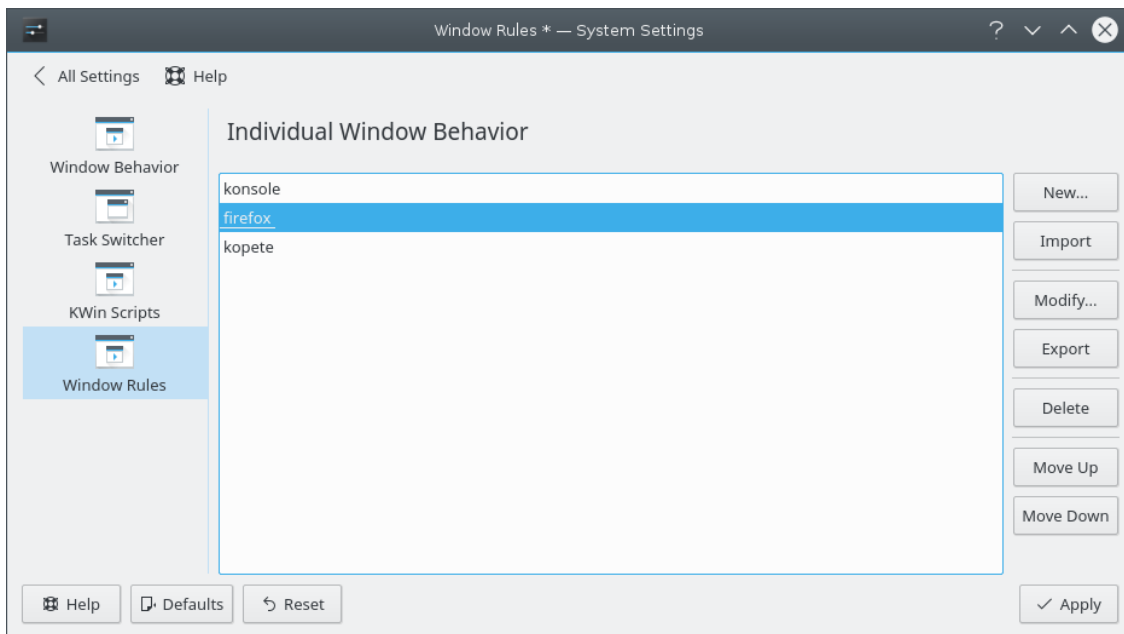 Window Rules * — System Settings
All Settings
Help
Window Behavior
Task Switcher
KWin Scripts
Window Rules
Individual Window Behavior
konsole
firefox
kopete
New...
Import
Modify...
Export
Delete
Move Up
Move Down
Help
Defaults
Reset
Apply